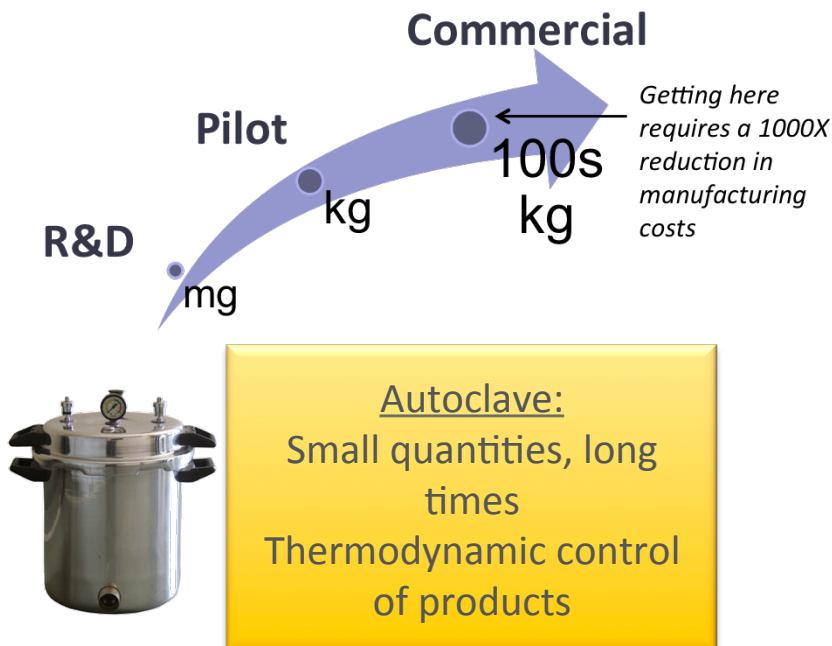 Commercial
Pilot
R&D
mg
kg
100s
kg
Getting here
requires a 1000X
reduction in
manufacturing
costs
Autoclave:
Small quantities, long
times
Thermodynamic control
of products